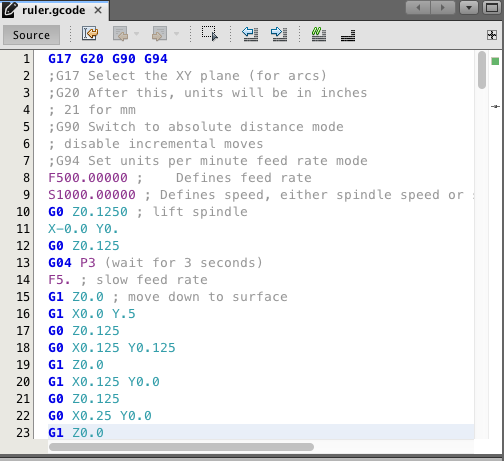 ruler.gcode
Source
1 G17 G20 G90 G94
2 ;G17 Select the XY plane (for arcs)
3 ;G20 After this, units will be in inches
4 ; 21 for mm
5 ;G90 Switch to absolute distance mode
6 ; disable incremental moves
7 ;G94 Set units per minute feed rate mode
8 F500.00000 ;    Defines feed rate
9 S1000.00000 ; Defines speed, either spindle speed or
10 G0 Z0.1250 ; lift spindle
11 X-0.0 Y0.
12 G0 Z0.125
13 G04 P3 (wait for 3 seconds)
14 F5. ; slow feed rate
15 G1 Z0.0 ; move down to surface
16 G1 X0.0 Y.5
17 G0 Z0.125
18 G0 X0.125 Y0.125
19 G1 Z0.0
20 G1 X0.125 Y0.0
21 G0 Z0.125
22 G0 X0.25 Y0.0
23 G1 Z0.0